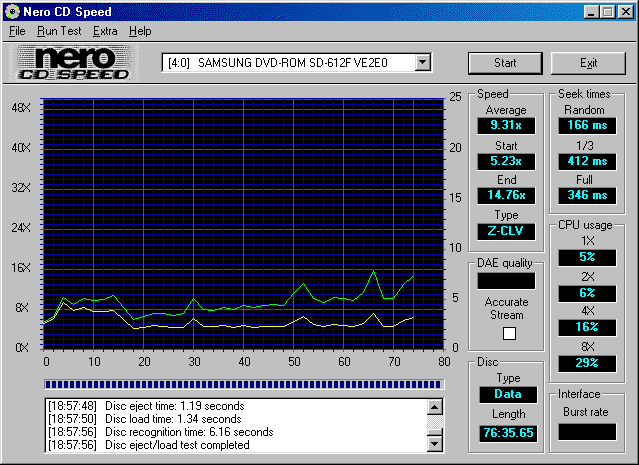 Nero CD Speed
File Run Test Extra Help
nero
CD SPEED
[4:0] SAMSUNG DVD-ROM SD-612F VE2E0
Start
Exit
48X
40X
32X
24X
16X
8X
0X
25
20
15
10
5
0
0 10 20 30 40 50 60 70 80
Speed
Average
9.31x
Start
5.23x
End
14.76x
Type
Z-CLV
DAE quality
Accurate
Stream
Disc
Type
Data
Length
76:35.65
Seek times
Random
166 ms
1/3
412 ms
Full
346 ms
CPU usage
1X
5%
2X
6%
4X
16%
8X
29%
Interface
Burst rate
[18:57:48] Disc eject time: 1.19 seconds
[18:57:50] Disc load time: 1.34 seconds
[18:57:56] Disc recognition time: 6.16 seconds
[18:57:56] Disc eject/load test completed